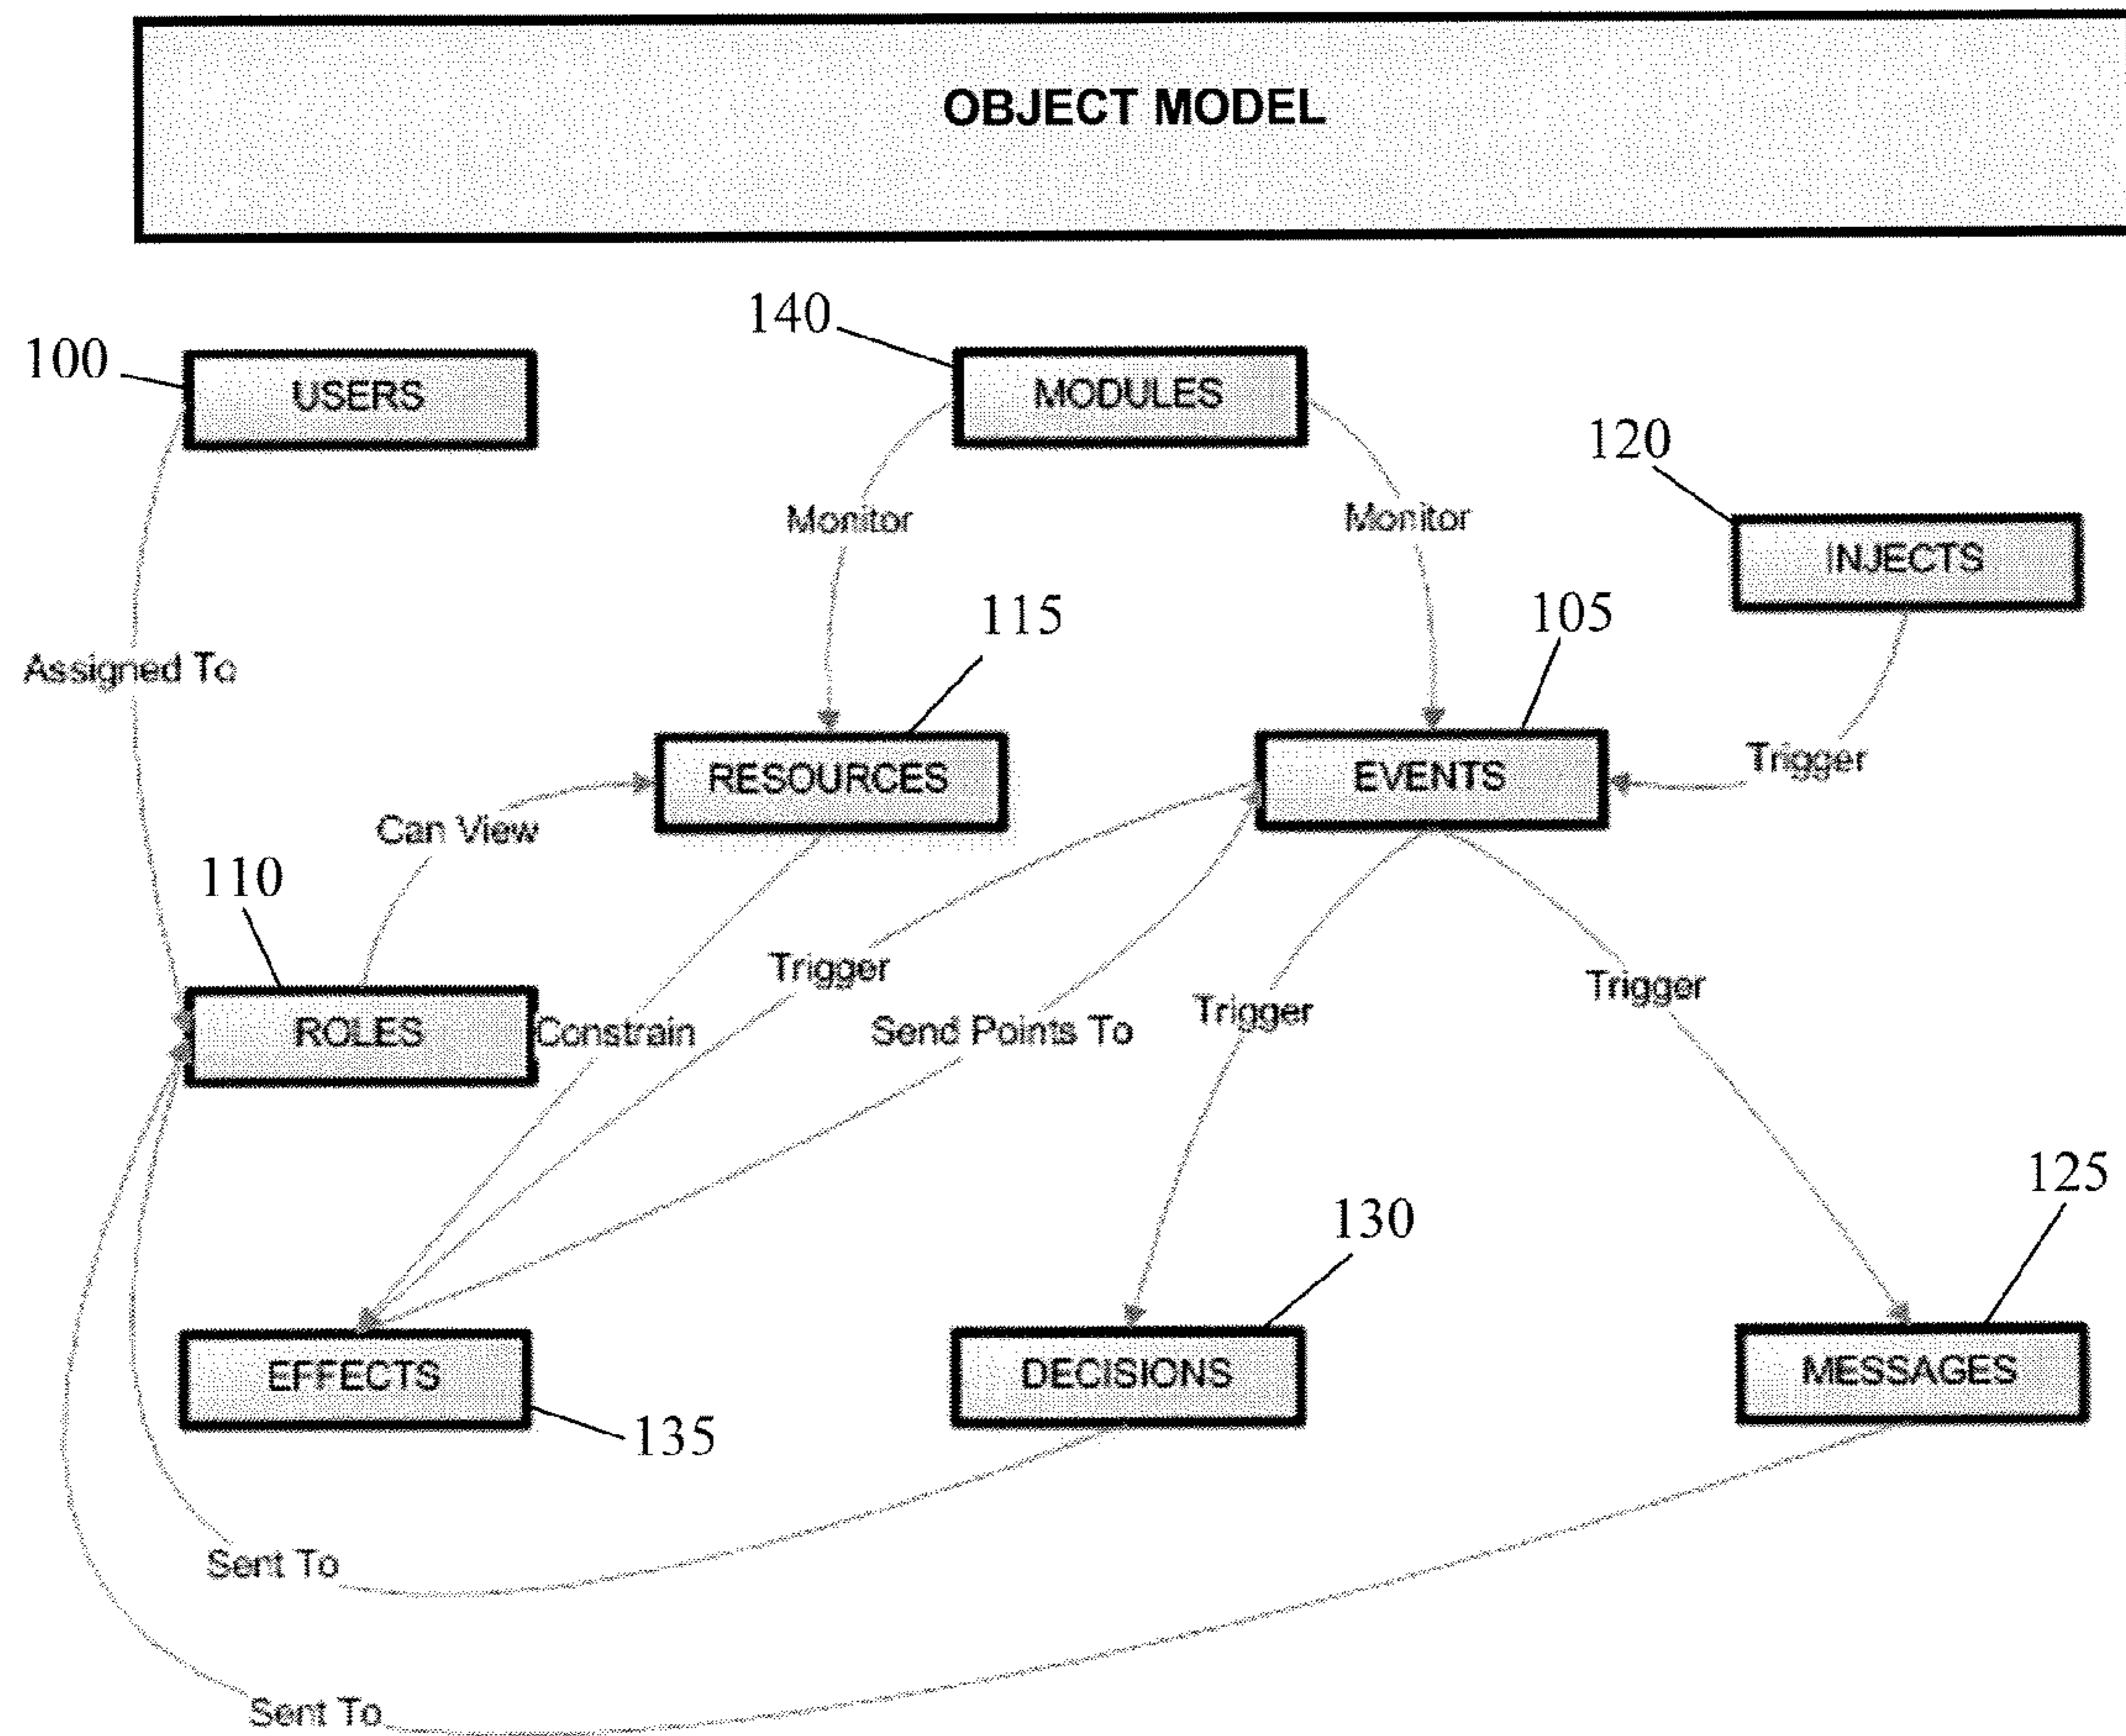 OBJECT MODEL
140
100
USERS
MODULES
120
Monitor
Monitor
INJECTS
115
105
Assigned To
RESOURCES
EVENTS
Trigger
Can View
110
Trigger
Trigger
ROLES
Constrain
Send Points To
Trigger
125
130
EFFECTS
DECISIONS
MESSAGES
135
Sent To
Sent To